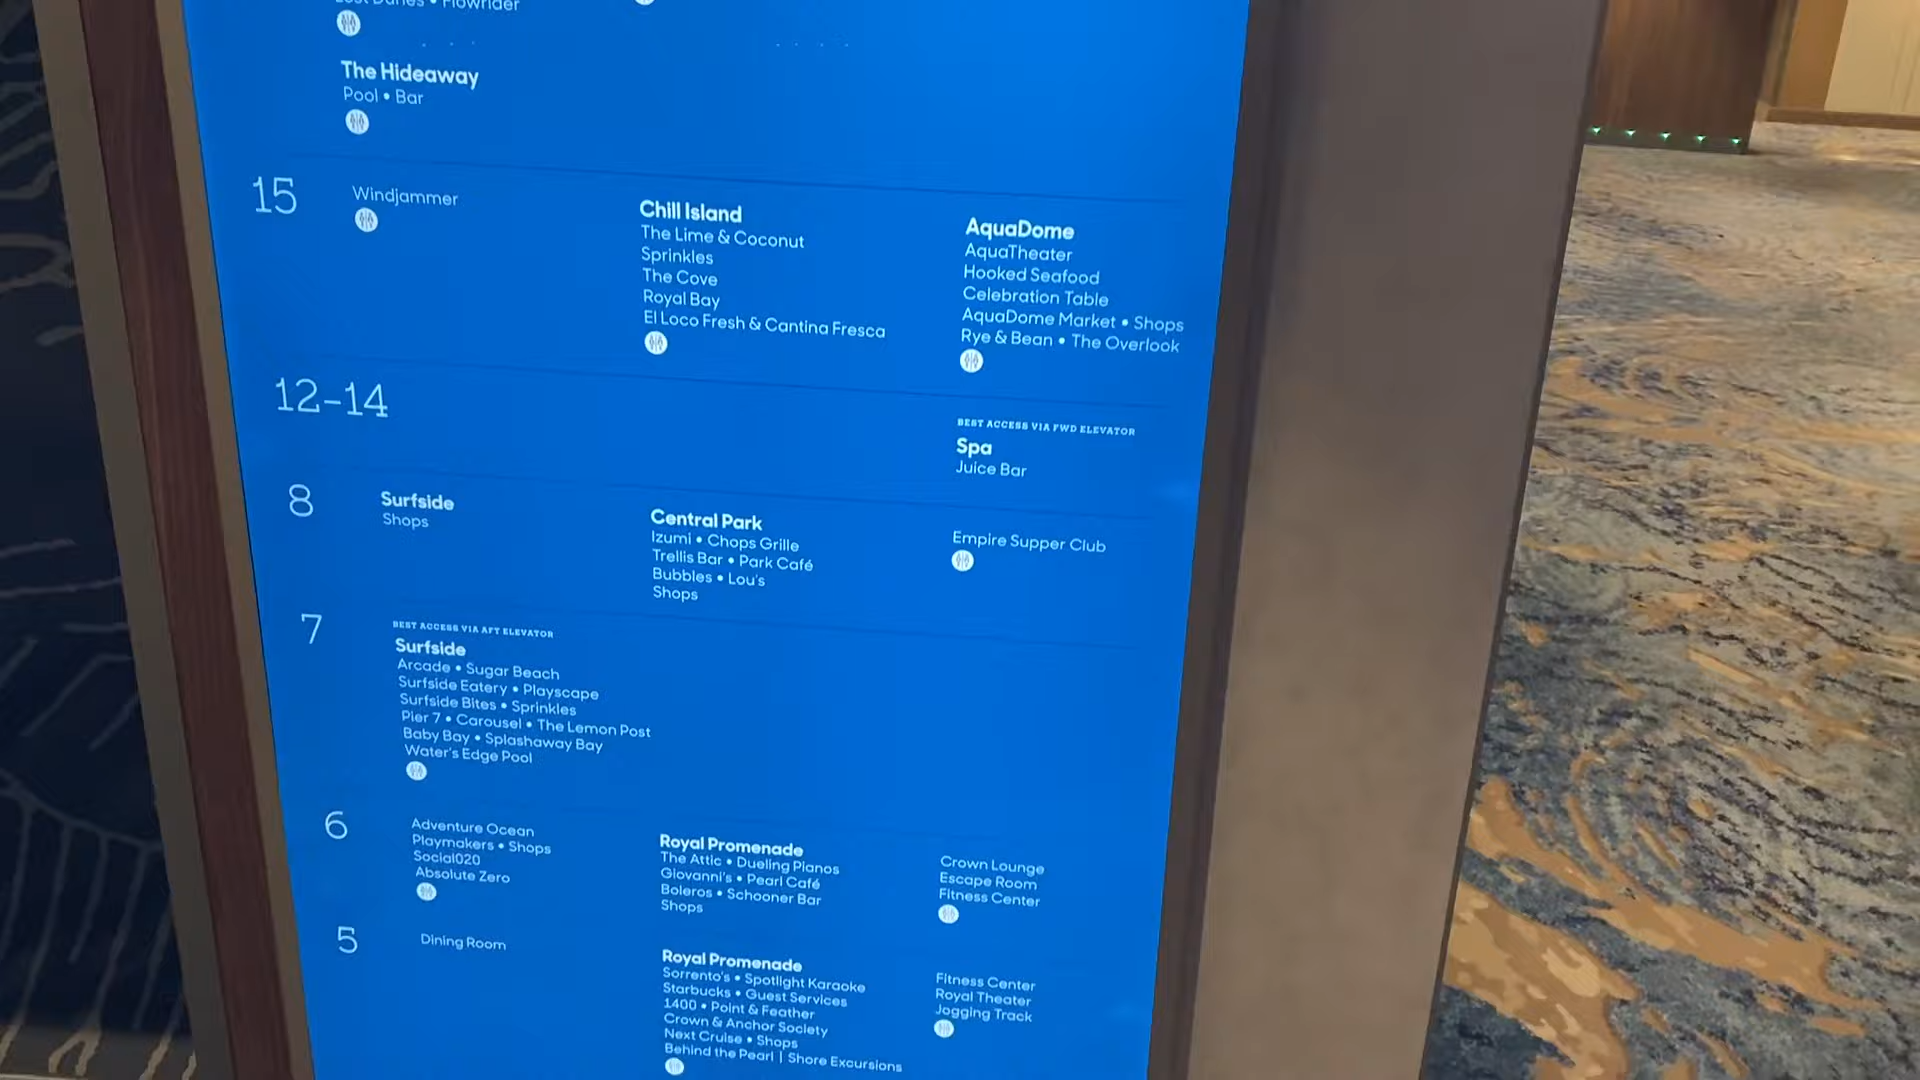 Flowrider
The Hideaway
Pool • Bar
15
Windjammer
Chill Island
The Lime & Coconut
Sprinkles
The Cove
Royal Bay
El Loco Fresh & Cantina Fresca
AquaDome
AquaTheater
Hooked Seafood
Celebration Table
AquaDome Market • Shops
Rye & Bean • The Overlook
12-14
BEST ACCESS VIA FWD ELEVATOR
Spa
Juice Bar
8
Surfside
Shops
Central Park
Izumi • Chops Grille
Trellis Bar • Park Café
Bubbles • Lou's
Shops
Empire Supper Club
7
BEST ACCESS VIA AFT ELEVATOR
Surfside
Arcade • Sugar Beach
Surfside Eatery • Playscape
Surfside Bites • Sprinkles
Pier 7 • Carousel • The Lemon Post
Baby Bay • Splashaway Bay
Water's Edge Pool
6
Adventure Ocean
Playmakers • Shops
Social020
Absolute Zero
Royal Promenade
The Attic • Dueling Pianos
Giovanni's • Pearl Café
Boleros • Schooner Bar
Shops
Crown Lounge
Escape Room
Fitness Center
5
Dining Room
Royal Promenade
Sorrento's • Spotlight Karaoke
Starbucks • Guest Services
1400 • Point & Feather
Crown & Anchor Society
Next Cruise • Shops
Behind the Pearl | Shore Excursions
Fitness Center
Royal Theater
Jogging Track